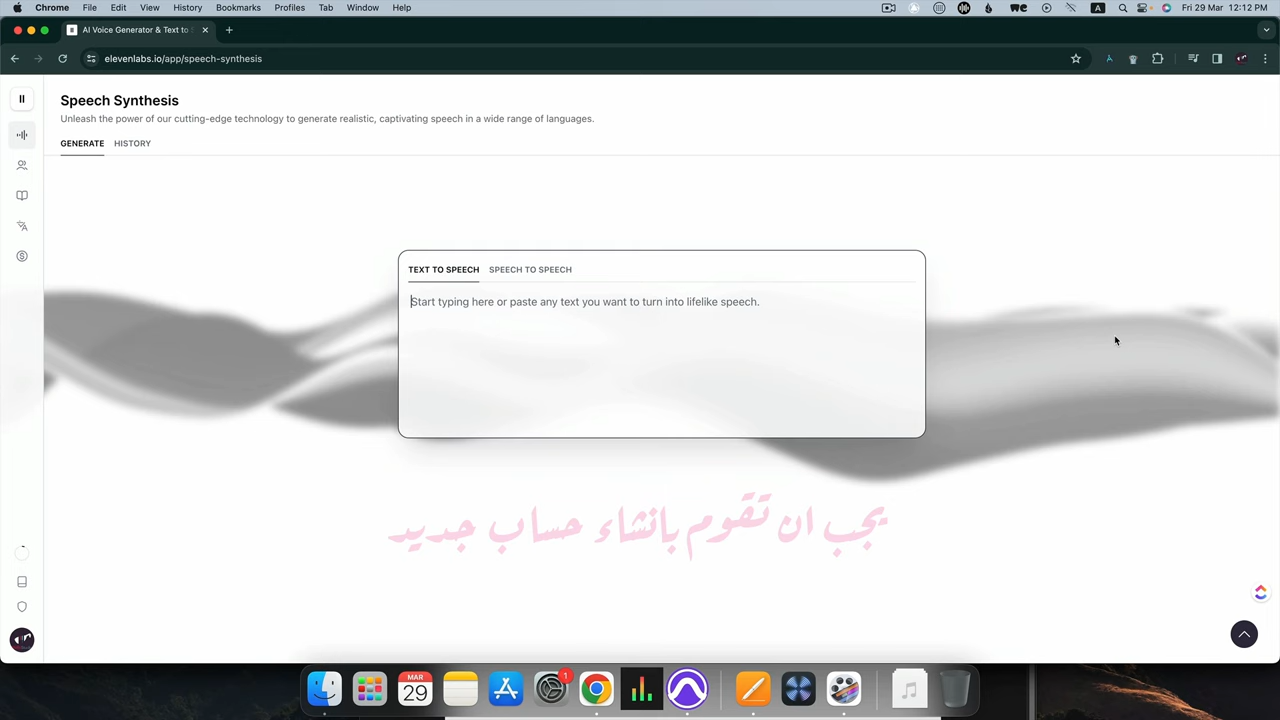 Chrome File Edit View History Bookmarks Profiles Tab Window Help
Fri 29 Mar 12:12 PM
AI Voice Generator & Text to S
elevenlabs.io/app/speech-synthesis
Speech Synthesis
Unleash the power of our cutting-edge technology to generate realistic, captivating speech in a wide range of languages.
GENERATE HISTORY
TEXT TO SPEECH SPEECH TO SPEECH
Start typing here or paste any text you want to turn into lifelike speech.
يجب ان تقوم بانشاء حساب جديد
MAR
29
1